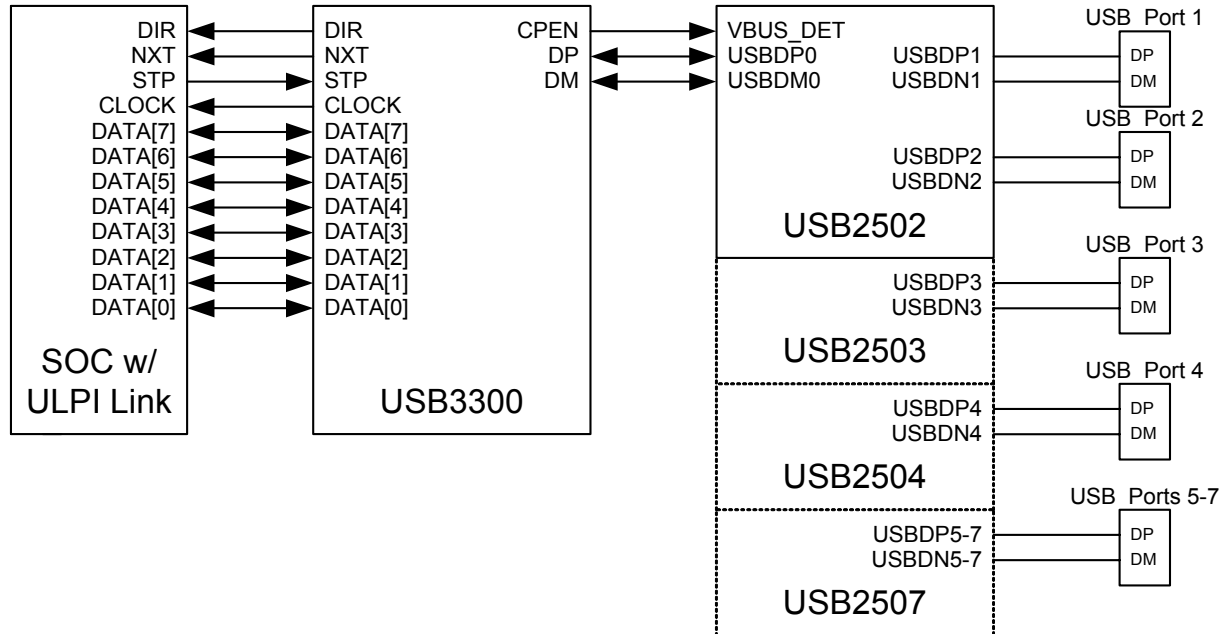 DIR
NXT
STP
CLOCK
DATA[7]
DATA[6]
DATA[5]
DATA[4]
DATA[3]
DATA[2]
DATA[1]
DATA[0]
SOC w/
ULPI Link
DIR
NXT
STP
CLOCK
DATA[7]
DATA[6]
DATA[5]
DATA[4]
DATA[3]
DATA[2]
DATA[1]
DATA[0]
CPEN
DP
DM
USB3300
VBUS_DET
USBDP0
USBDM0
USBDP1
USBDN1
USBDP2
USBDN2
USB2502
USBDP3
USBDN3
USB2503
USBDP4
USBDN4
USB2504
USBDP5-7
USBDN5-7
USB2507
USB Port 1
DP
DM
USB Port 2
DP
DM
USB Port 3
DP
DM
USB Port 4
DP
DM
USB Ports 5-7
DP
DM